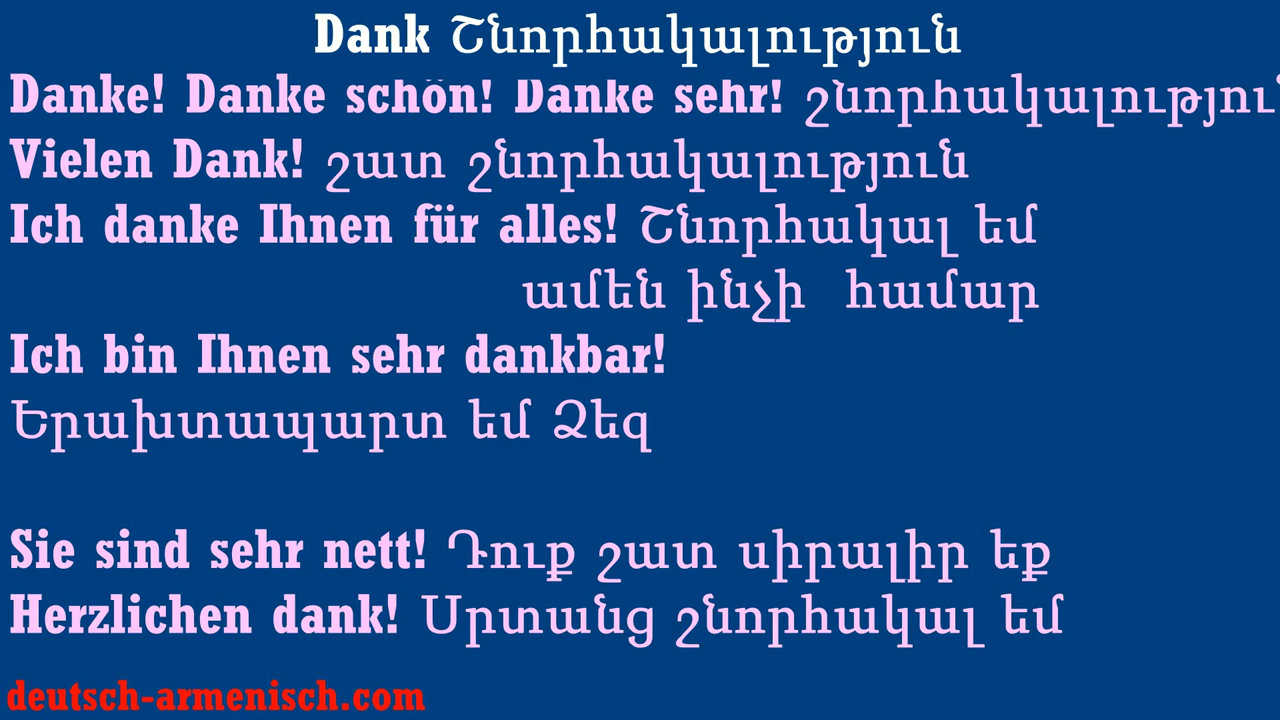 Dank Շնորհակալություն
Danke! Danke schön! Danke sehr! շնորհակալությու
Vielen Dank! շատ շնորհակալություն
Ich danke Ihnen für alles! Շնորհակալ եմ
ամեն ինչի համար
Ich bin Ihnen sehr dankbar!
Երախտապարտ եմ Ձեզ
Sie sind sehr nett! Դուք շատ սիրալիր եք
Herzlichen dank! Սրտանց շնորհակալ եմ
deutsch-armenisch.com